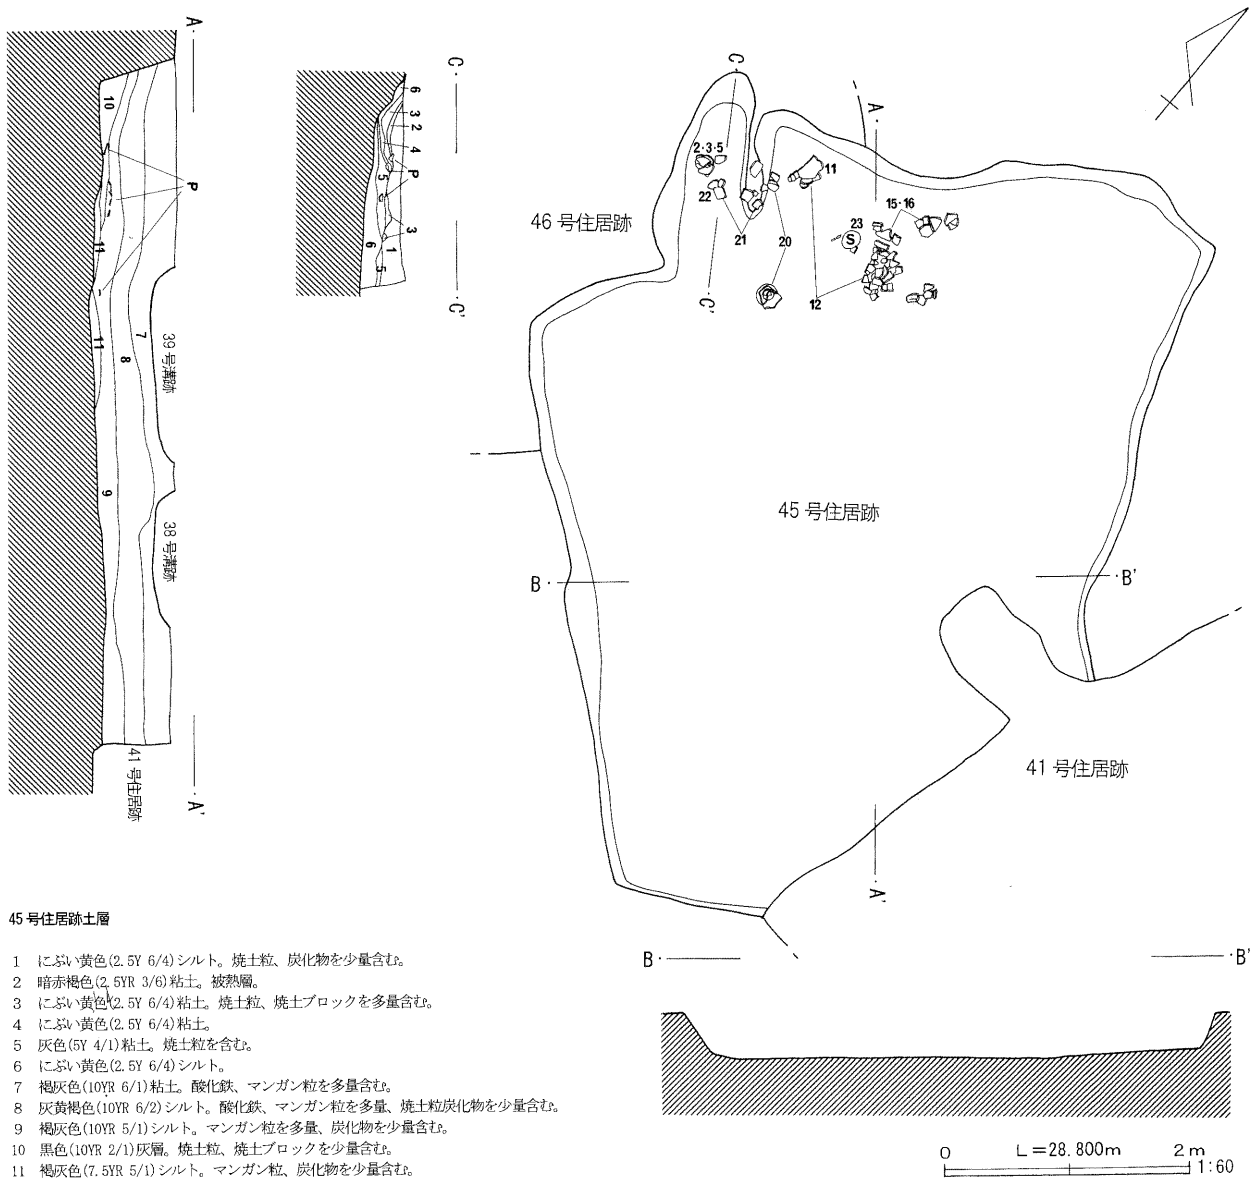 A
10
P
11
11
9
8
7
39号溝跡
38号溝跡
41号住居跡
A'
C
6
3
2
4
P
5
3
6
1
5
C'
C
A
2・3・5
11
22
46号住居跡
21
20
23
S
15・16
12
C'
45号住居跡
B
B'
41号住居跡
A'
B
B'
45号住居跡土層
1 にぶい黄色(2.5Y 6/4)シルト。焼土粒、炭化物を少量含む。
2 暗赤褐色(2.5YR 3/6)粘土。被熱層。
3 にぶい黄色(2.5Y 6/4)粘土。焼土粒、焼土ブロックを多量含む。
4 にぶい黄色(2.5Y 6/4)粘土。
5 灰色(5Y 4/1)粘土。焼土粒を含む。
6 にぶい黄色(2.5Y 6/4)シルト。
7 褐灰色(10YR 6/1)粘土。酸化鉄、マンガン粒を多量含む。
8 灰黄褐色(10YR 6/2)シルト。酸化鉄、マンガン粒を多量、焼土粒炭化物を少量含む。
9 褐灰色(10YR 5/1)シルト。マンガン粒を多量、炭化物を少量含む。
10 黒色(10YR 2/1)灰層。焼土粒、焼土ブロックを少量含む。
11 褐灰色(7.5YR 5/1)シルト。マンガン粒、炭化物を少量含む。
0 L=28.800m 2m
1:60